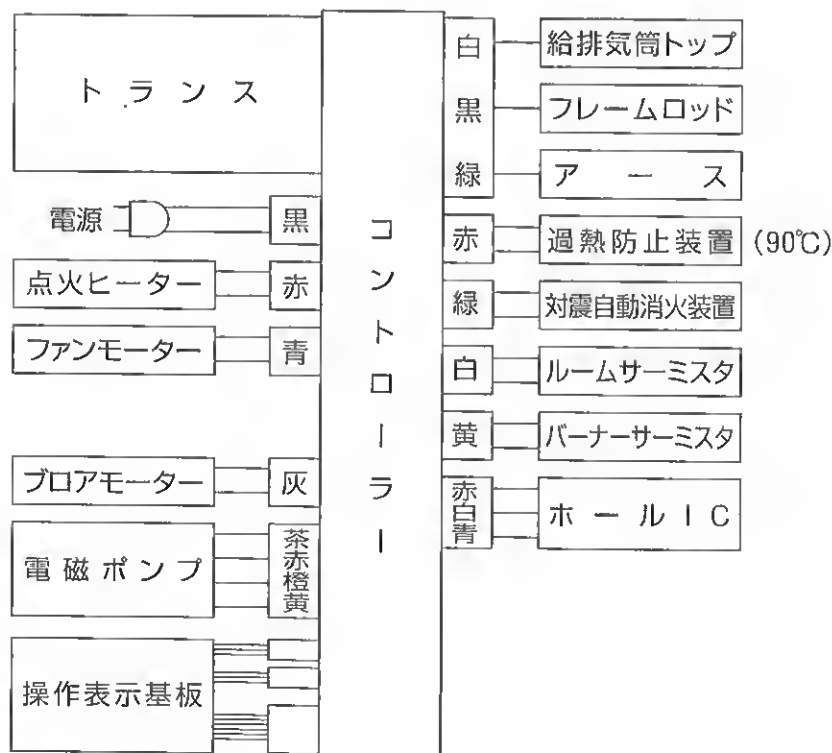 トランス
電源
黒
点火ヒーター
赤
ファンモーター
青
ブロアモーター
灰
電磁ポンプ
茶
赤
橙
黄
操作表示基板
コントローラー
白
給排気筒トップ
黒
フレームロッド
緑
アース
赤
過熱防止装置 (90℃)
緑
対震自動消火装置
白
ルームサーミスタ
黄
バーナーサーミスタ
赤
白
青
ホールIC